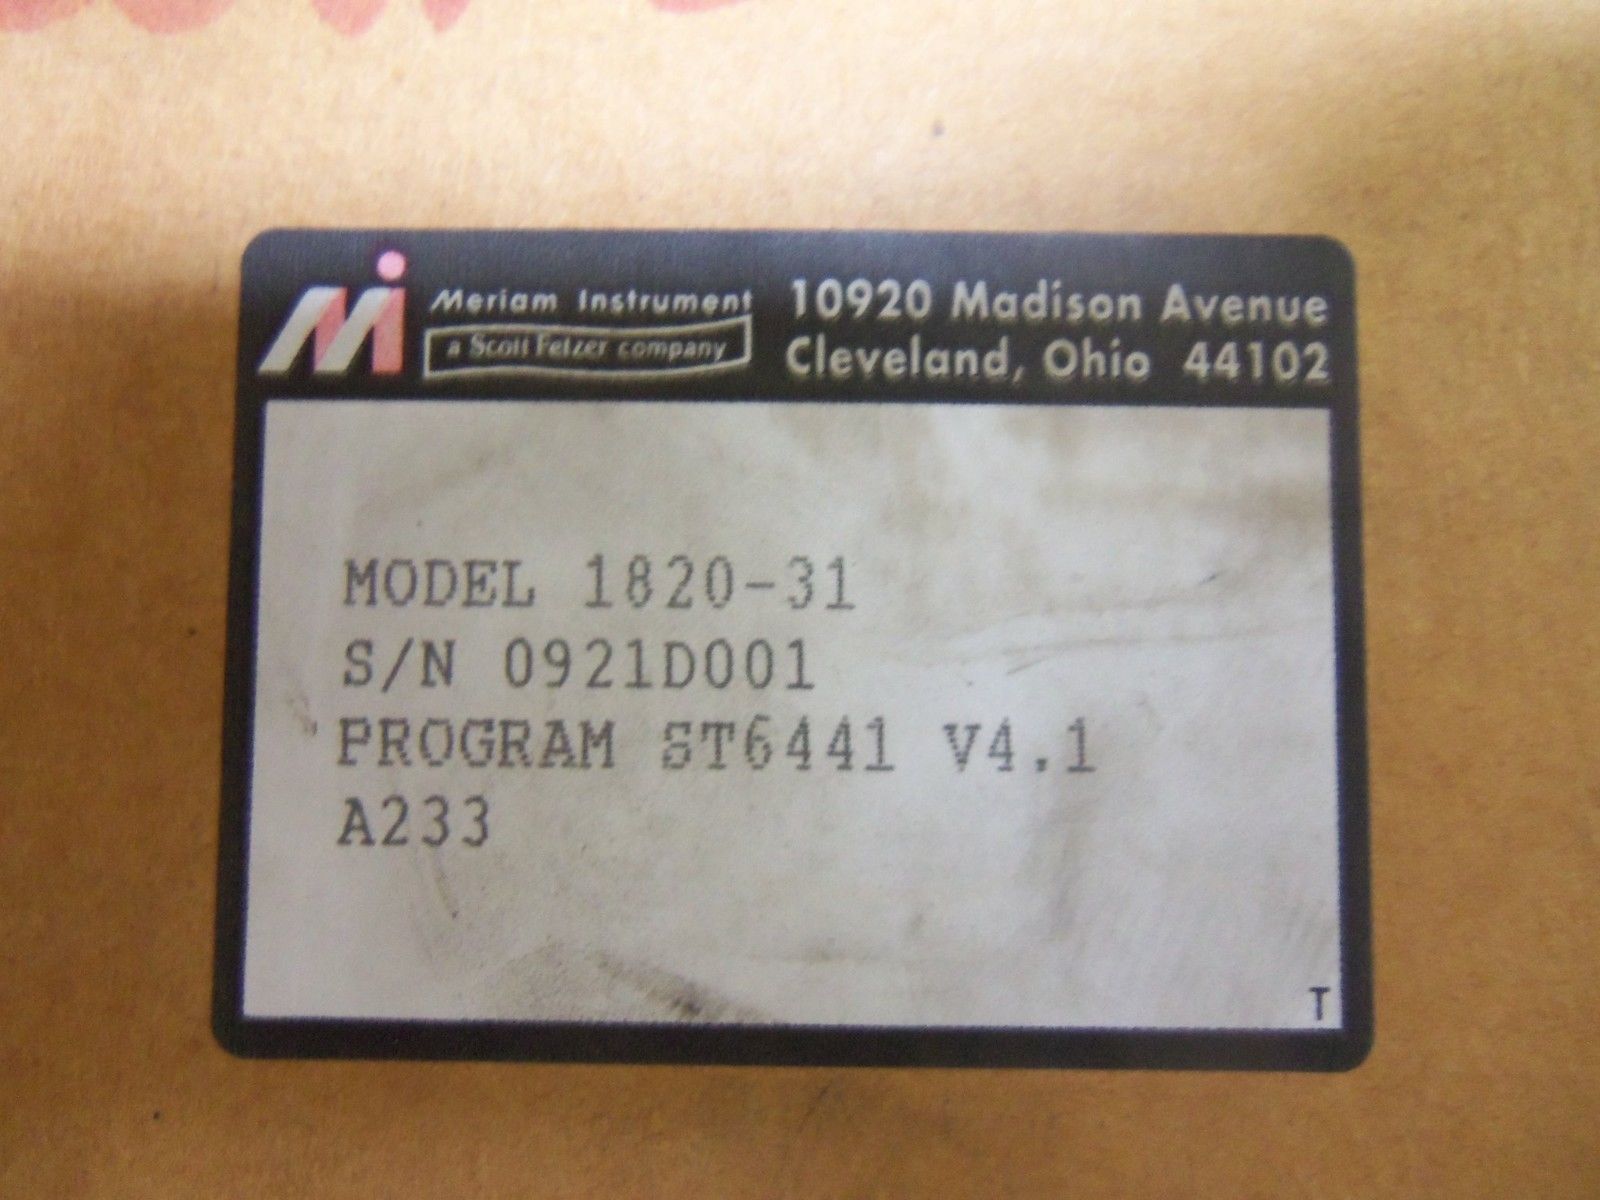 Meriam Instrument
a Scott Fetzer company
10920 Madison Avenue
Cleveland, Ohio 44102
MODEL 1820-31
S/N 0921D001
PROGRAM ST6441 V4.1
A233
T